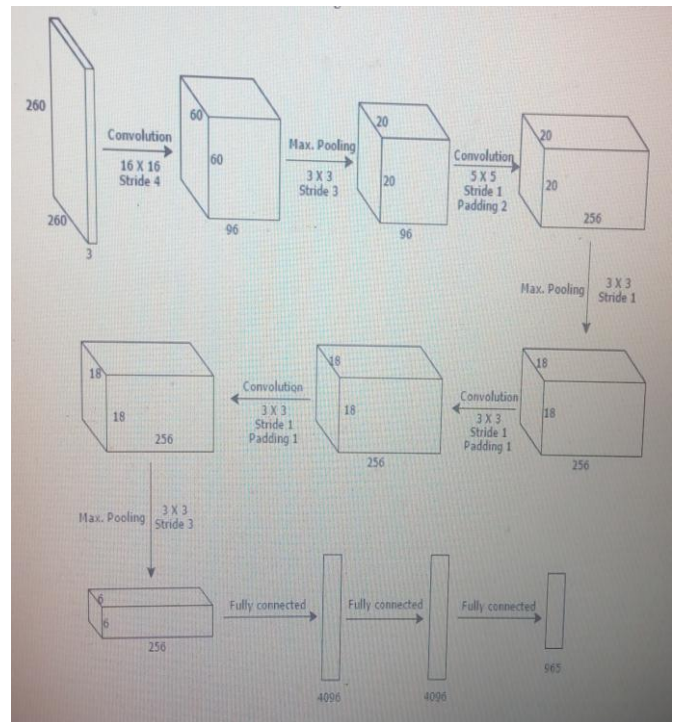 260
260
3
Convolution
16 X 16
Stride 4
60
60
96
Max. Pooling
3 X 3
Stride 3
20
20
96
Convolution
5 X 5
Stride 1
Padding 2
20
20
256
Max. Pooling
3 X 3
Stride 1
18
18
256
Convolution
3 X 3
Stride 1
Padding 1
18
18
256
Convolution
3 X 3
Stride 1
Padding 1
18
18
256
Max. Pooling
3 X 3
Stride 3
6
6
256
Fully connected
4096
Fully connected
4096
Fully connected
965